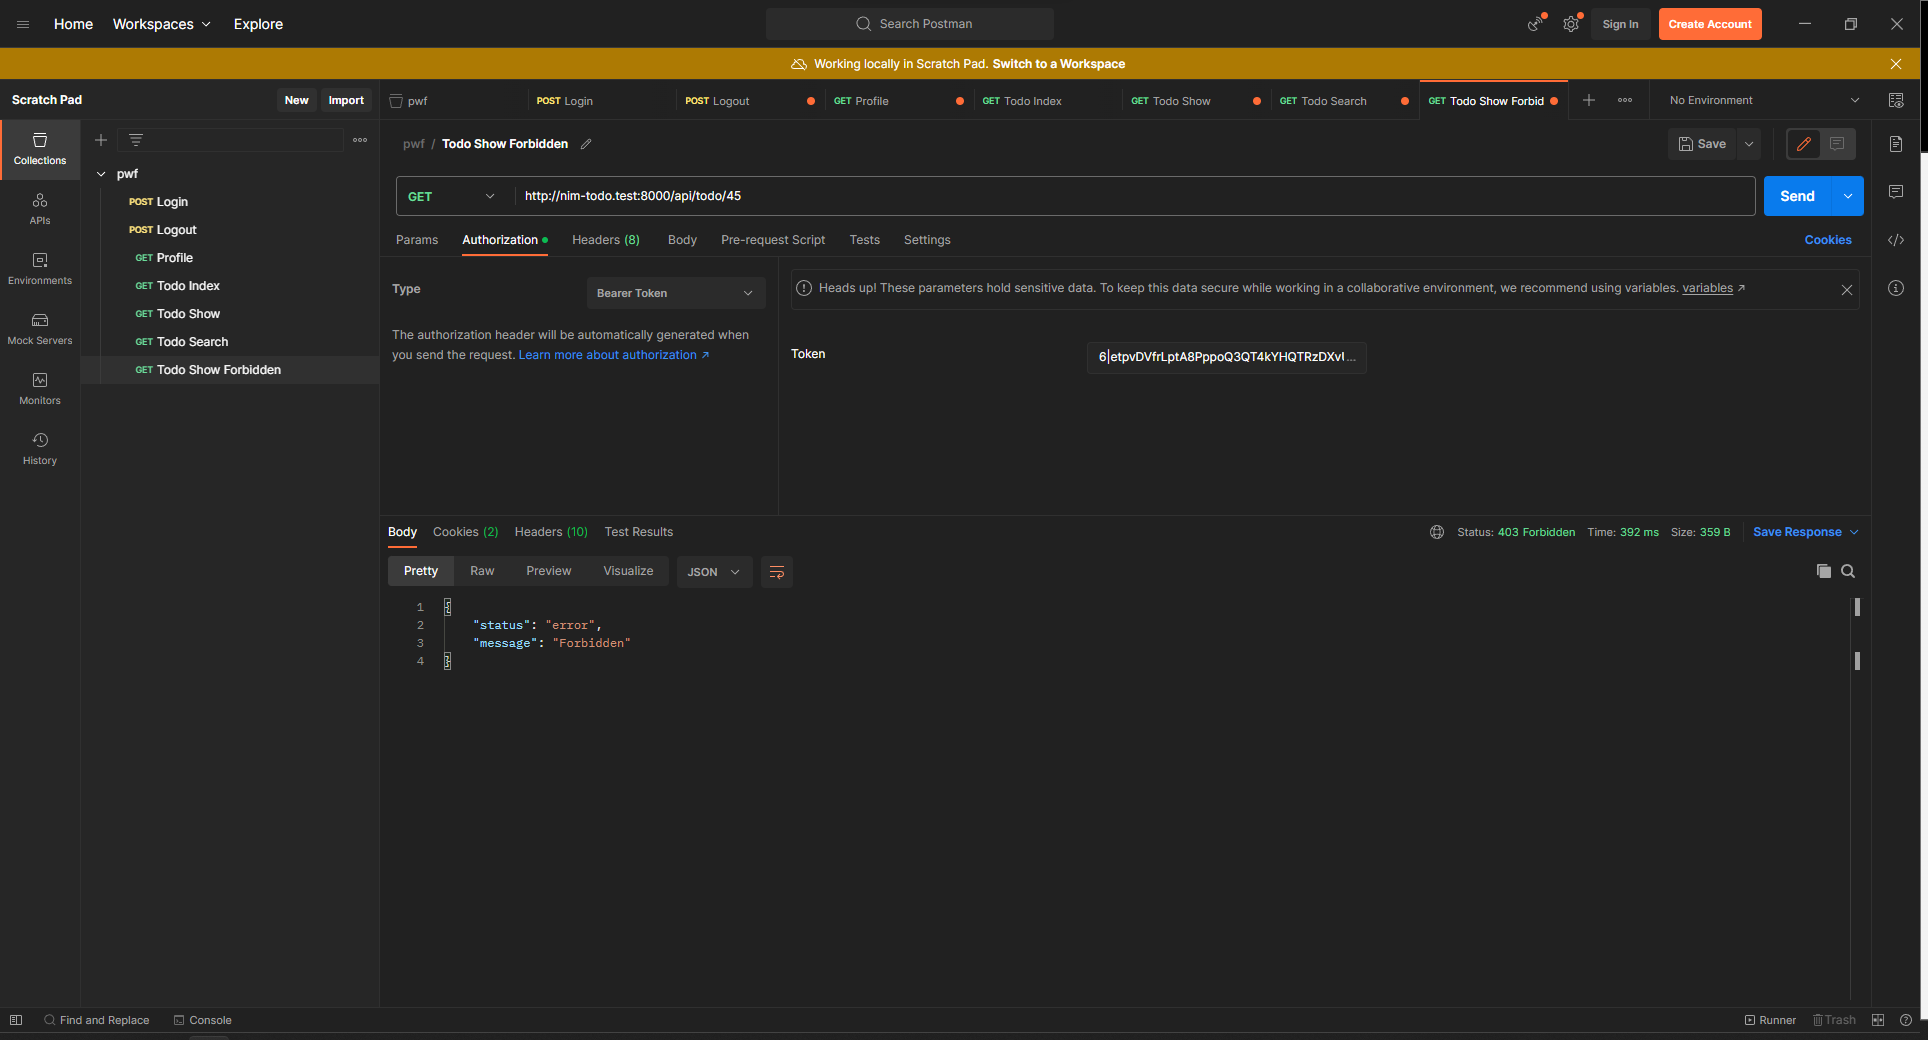 Home Workspaces Explore Search Postman Sign In Create Account
Working locally in Scratch Pad. Switch to a Workspace
Scratch Pad New Import
pwf POST Login POST Logout GET Profile GET Todo Index GET Todo Show GET Todo Search GET Todo Show Forbid No Environment
Collections
APIs
Environments
Mock Servers
Monitors
History
pwf
POST Login
POST Logout
GET Profile
GET Todo Index
GET Todo Show
GET Todo Search
GET Todo Show Forbidden
pwf / Todo Show Forbidden Save
GET http://nim-todo.test:8000/api/todo/45 Send
Params Authorization Headers (8) Body Pre-request Script Tests Settings Cookies
Type Bearer Token
The authorization header will be automatically generated when
you send the request. Learn more about authorization ↗
Heads up! These parameters hold sensitive data. To keep this data secure while working in a collaborative environment, we recommend using variables. variables ↗
Token 6|etpvDVfrLptA8PppoQ3QT4kYHQTRzDXvI...
Body Cookies (2) Headers (10) Test Results Status: 403 Forbidden Time: 392 ms Size: 359 B Save Response
Pretty Raw Preview Visualize JSON
1 {
2 "status": "error",
3 "message": "Forbidden"
4 }
Find and Replace Console Runner Trash